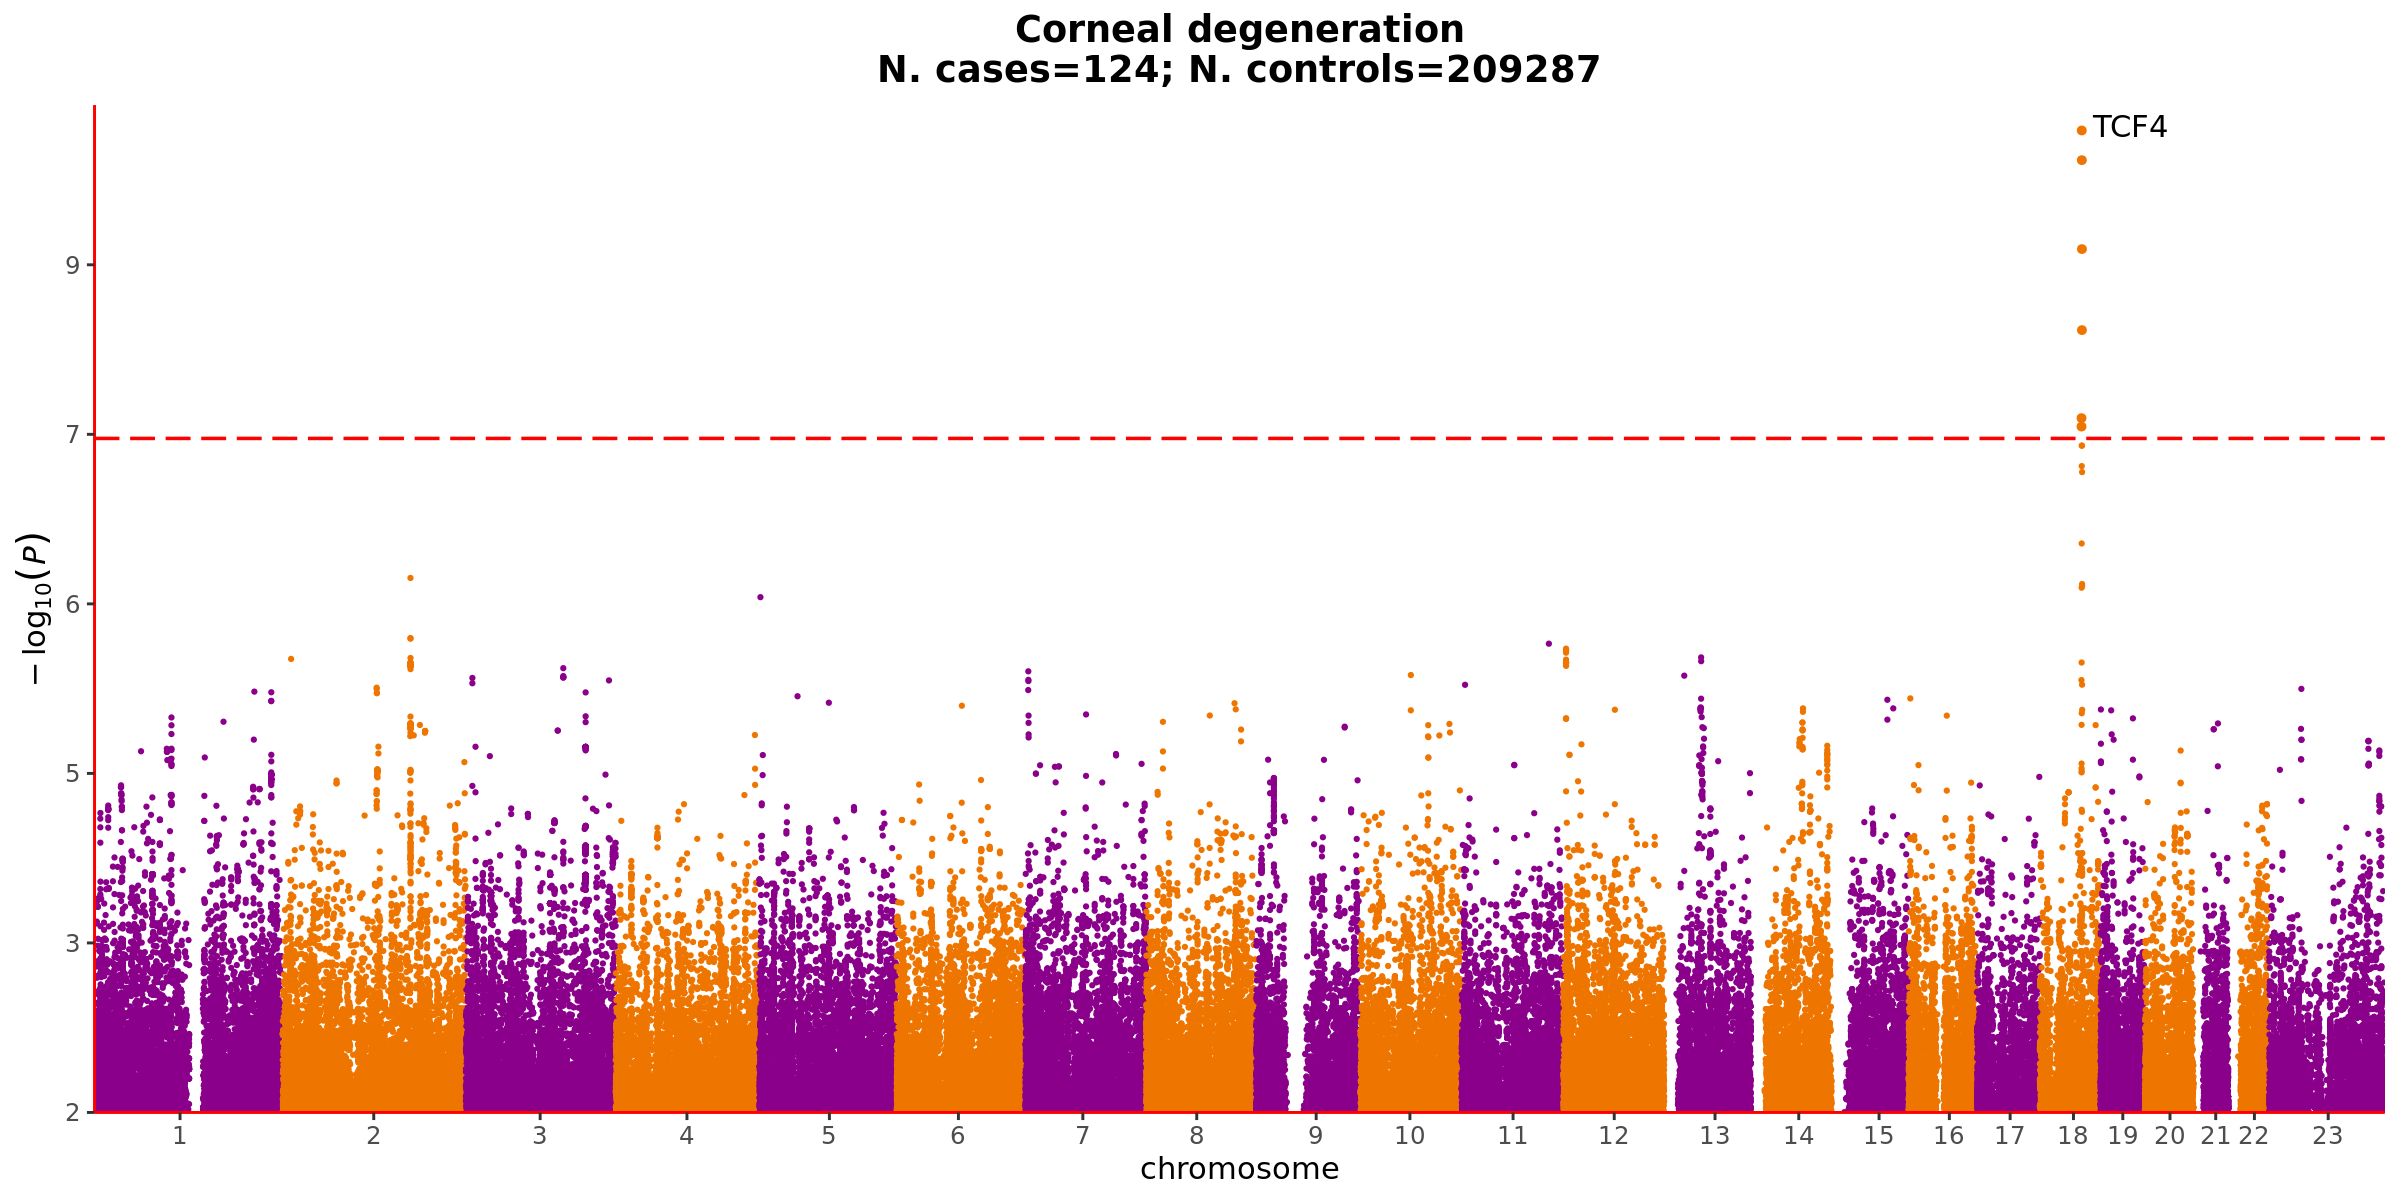 Corneal degeneration
N. cases=124; N. controls=209287
TCF4
9
7
6
5
3
2
−log10(P)
1 2 3 4 5 6 7 8 9 10 11 12 13 14 15 16 17 18 19 20 21 22 23
chromosome